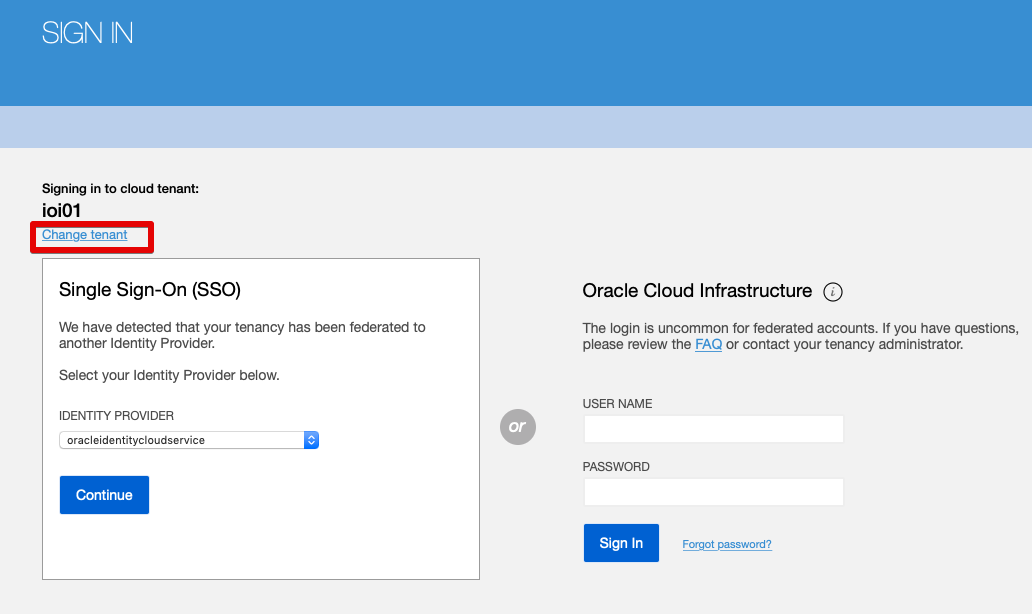 SIGN IN
Signing in to cloud tenant:
ioi01
Change tenant
Single Sign-On (SSO)
We have detected that your tenancy has been federated to
another Identity Provider.
Select your Identity Provider below.
IDENTITY PROVIDER
oracleidentitycloudservice
Continue
or
Oracle Cloud Infrastructure i
The login is uncommon for federated accounts. If you have questions,
please review the FAQ or contact your tenancy administrator.
USER NAME
PASSWORD
Sign In
Forgot password?